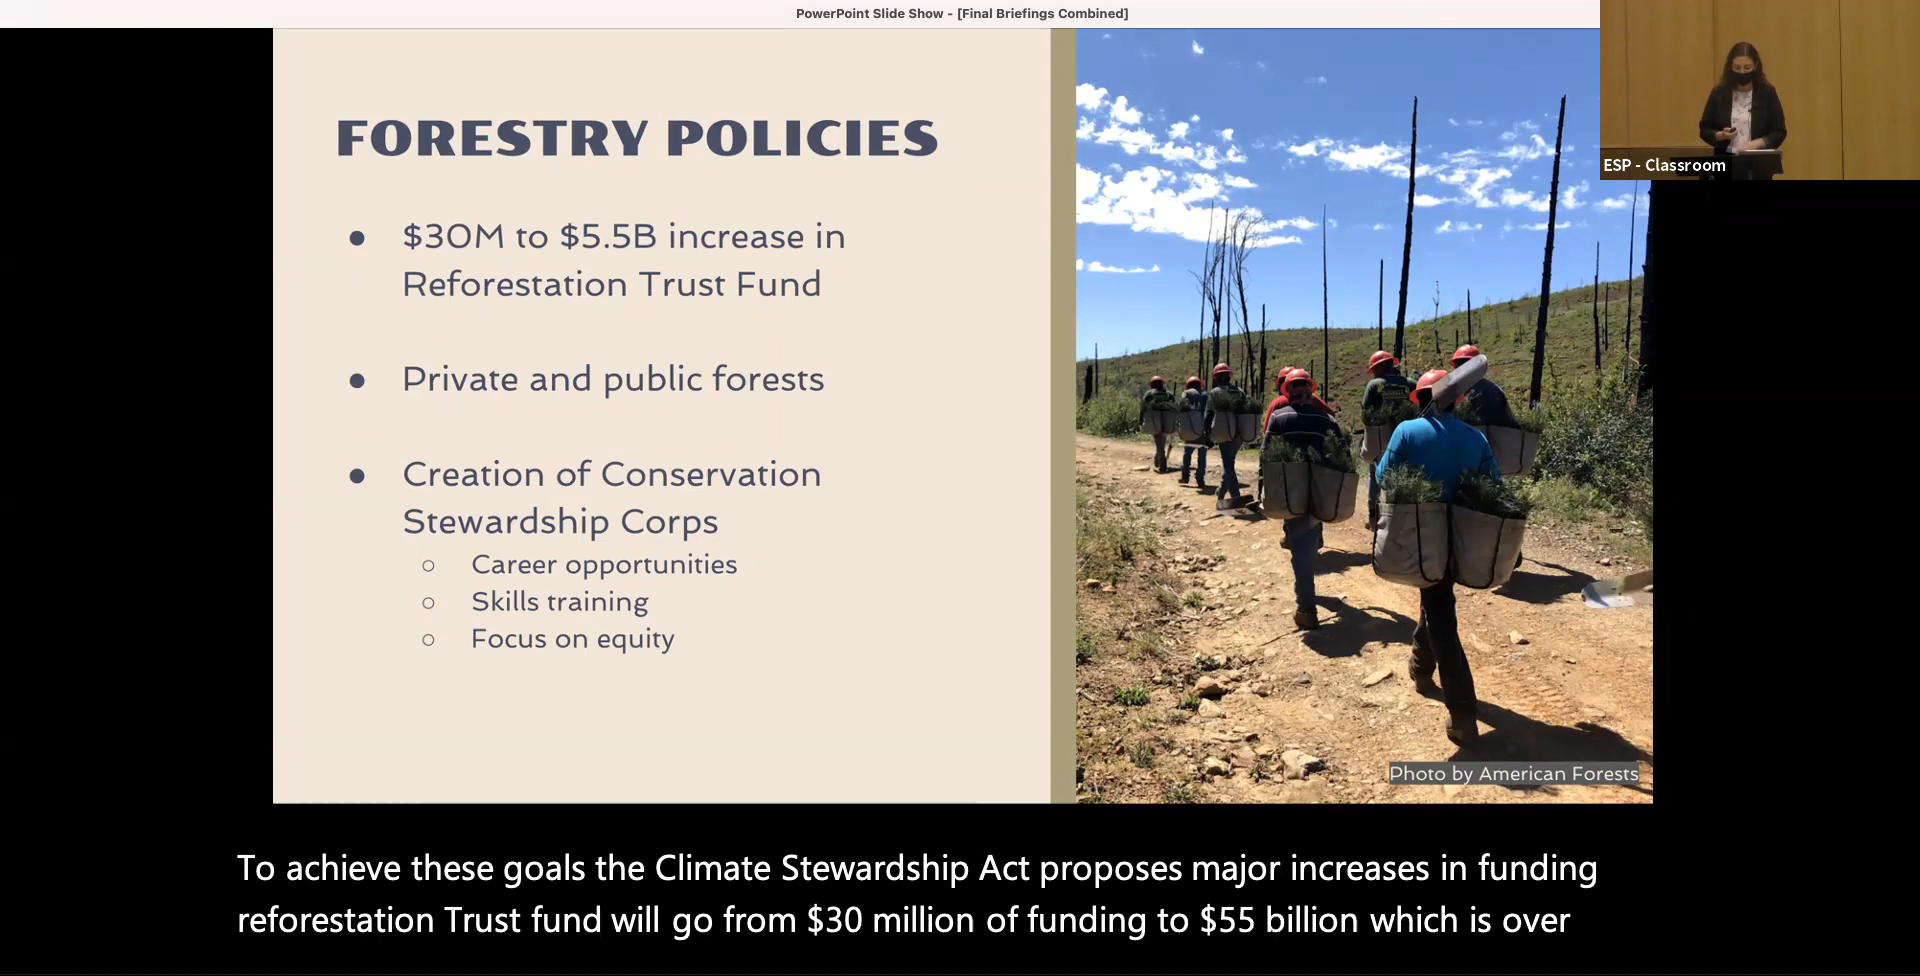 PowerPoint Slide Show - [Final Briefings Combined]
ESP - Classroom
FORESTRY POLICIES
● $30M to $5.5B increase in
Reforestation Trust Fund
● Private and public forests
● Creation of Conservation
Stewardship Corps
○ Career opportunities
○ Skills training
○ Focus on equity
Photo by American Forests
To achieve these goals the Climate Stewardship Act proposes major increases in funding
reforestation Trust fund will go from $30 million of funding to $55 billion which is over